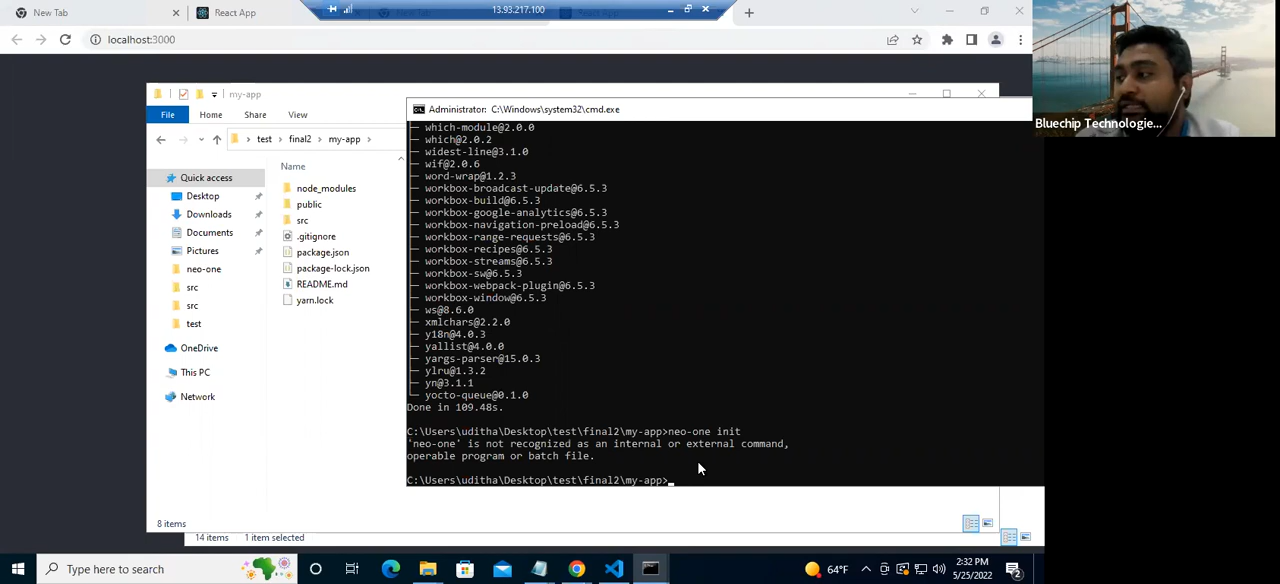 New Tab
React App
13.93.217.100
New Tab
React App
localhost:3000
my-app
File
Home
Share
View
test
final2
my-app
Quick access
Desktop
Downloads
Documents
Pictures
neo-one
src
src
test
OneDrive
This PC
Network
Name
node_modules
public
src
.gitignore
package.json
package-lock.json
README.md
yarn.lock
8 items
14 items
1 item selected
Administrator: C:\Windows\system32\cmd.exe
├─ which-module@2.0.0
├─ which@2.0.2
├─ widest-line@3.1.0
├─ wif@2.0.6
├─ word-wrap@1.2.3
├─ workbox-broadcast-update@6.5.3
├─ workbox-build@6.5.3
├─ workbox-google-analytics@6.5.3
├─ workbox-navigation-preload@6.5.3
├─ workbox-range-requests@6.5.3
├─ workbox-recipes@6.5.3
├─ workbox-streams@6.5.3
├─ workbox-sw@6.5.3
├─ workbox-webpack-plugin@6.5.3
├─ workbox-window@6.5.3
├─ ws@8.6.0
├─ xmlchars@2.2.0
├─ y18n@4.0.3
├─ yallist@4.0.0
├─ yargs-parser@15.0.3
├─ ylru@1.3.2
├─ yn@3.1.1
└─ yocto-queue@0.1.0
Done in 109.48s.
C:\Users\uditha\Desktop\test\final2\my-app>neo-one init
'neo-one' is not recognized as an internal or external command,
operable program or batch file.
C:\Users\uditha\Desktop\test\final2\my-app>
Bluechip Technologie...
Type here to search
64°F
2:32 PM
5/25/2022
2